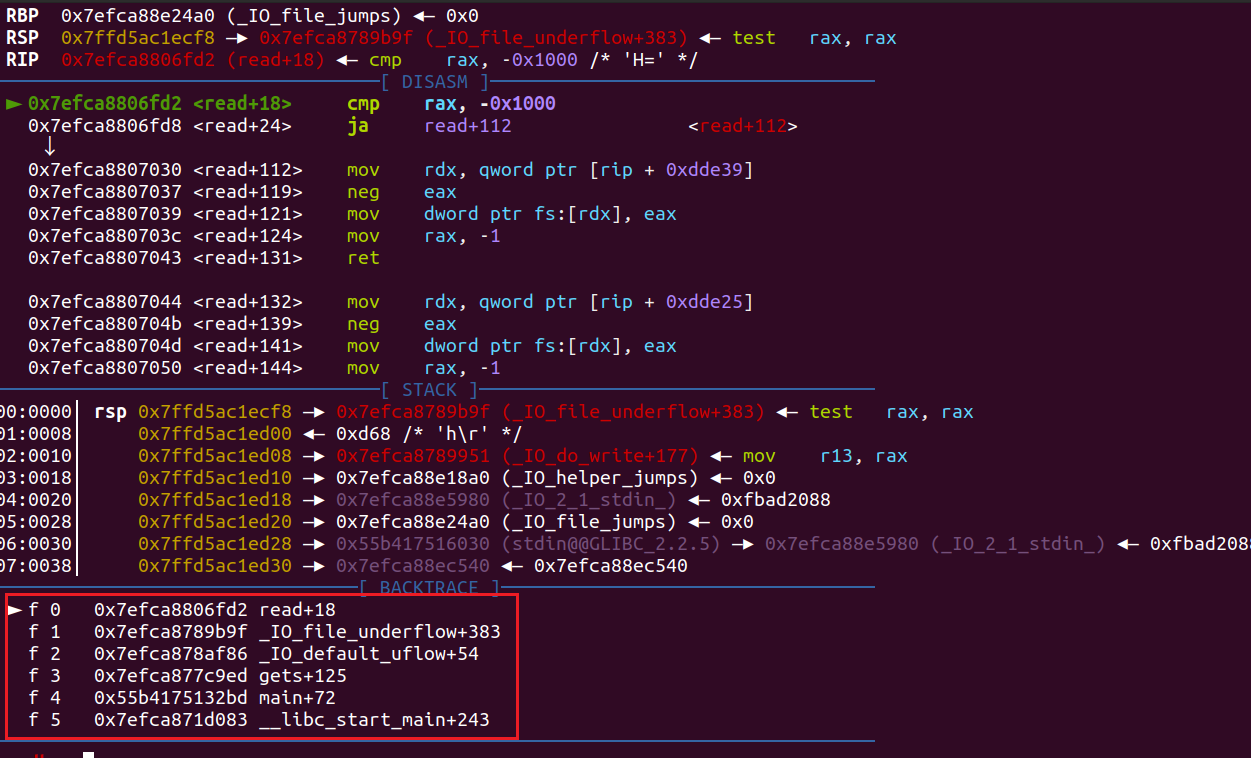 RBP  0x7efca88e24a0 (_IO_file_jumps) ◂— 0x0
RSP  0x7ffd5ac1ecf8 —▸ 0x7efca8789b9f (_IO_file_underflow+383) ◂— test   rax, rax
RIP  0x7efca8806fd2 (read+18) ◂— cmp    rax, -0x1000 /* 'H=' */
[ DISASM ]
► 0x7efca8806fd2 <read+18>     cmp    rax, -0x1000
0x7efca8806fd8 <read+24>     ja     read+112                <read+112>
↓
0x7efca8807030 <read+112>    mov    rdx, qword ptr [rip + 0xdde39]
0x7efca8807037 <read+119>    neg    eax
0x7efca8807039 <read+121>    mov    dword ptr fs:[rdx], eax
0x7efca880703c <read+124>    mov    rax, -1
0x7efca8807043 <read+131>    ret
0x7efca8807044 <read+132>    mov    rdx, qword ptr [rip + 0xdde25]
0x7efca880704b <read+139>    neg    eax
0x7efca880704d <read+141>    mov    dword ptr fs:[rdx], eax
0x7efca8807050 <read+144>    mov    rax, -1
[ STACK ]
00:0000│ rsp 0x7ffd5ac1ecf8 —▸ 0x7efca8789b9f (_IO_file_underflow+383) ◂— test   rax, rax
01:0008│     0x7ffd5ac1ed00 ◂— 0xd68 /* 'h\r' */
02:0010│     0x7ffd5ac1ed08 —▸ 0x7efca8789951 (_IO_do_write+177) ◂— mov    r13, rax
03:0018│     0x7ffd5ac1ed10 —▸ 0x7efca88e18a0 (_IO_helper_jumps) ◂— 0x0
04:0020│     0x7ffd5ac1ed18 —▸ 0x7efca88e5980 (_IO_2_1_stdin_) ◂— 0xfbad2088
05:0028│     0x7ffd5ac1ed20 —▸ 0x7efca88e24a0 (_IO_file_jumps) ◂— 0x0
06:0030│     0x7ffd5ac1ed28 —▸ 0x55b417516030 (stdin@@GLIBC_2.2.5) —▸ 0x7efca88e5980 (_IO_2_1_stdin_) ◂— 0xfbad208
07:0038│     0x7ffd5ac1ed30 —▸ 0x7efca88ec540 ◂— 0x7efca88ec540
[ BACKTRACE ]
► f 0   0x7efca8806fd2 read+18
f 1   0x7efca8789b9f _IO_file_underflow+383
f 2   0x7efca878af86 _IO_default_uflow+54
f 3   0x7efca877c9ed gets+125
f 4   0x55b4175132bd main+72
f 5   0x7efca871d083 __libc_start_main+243